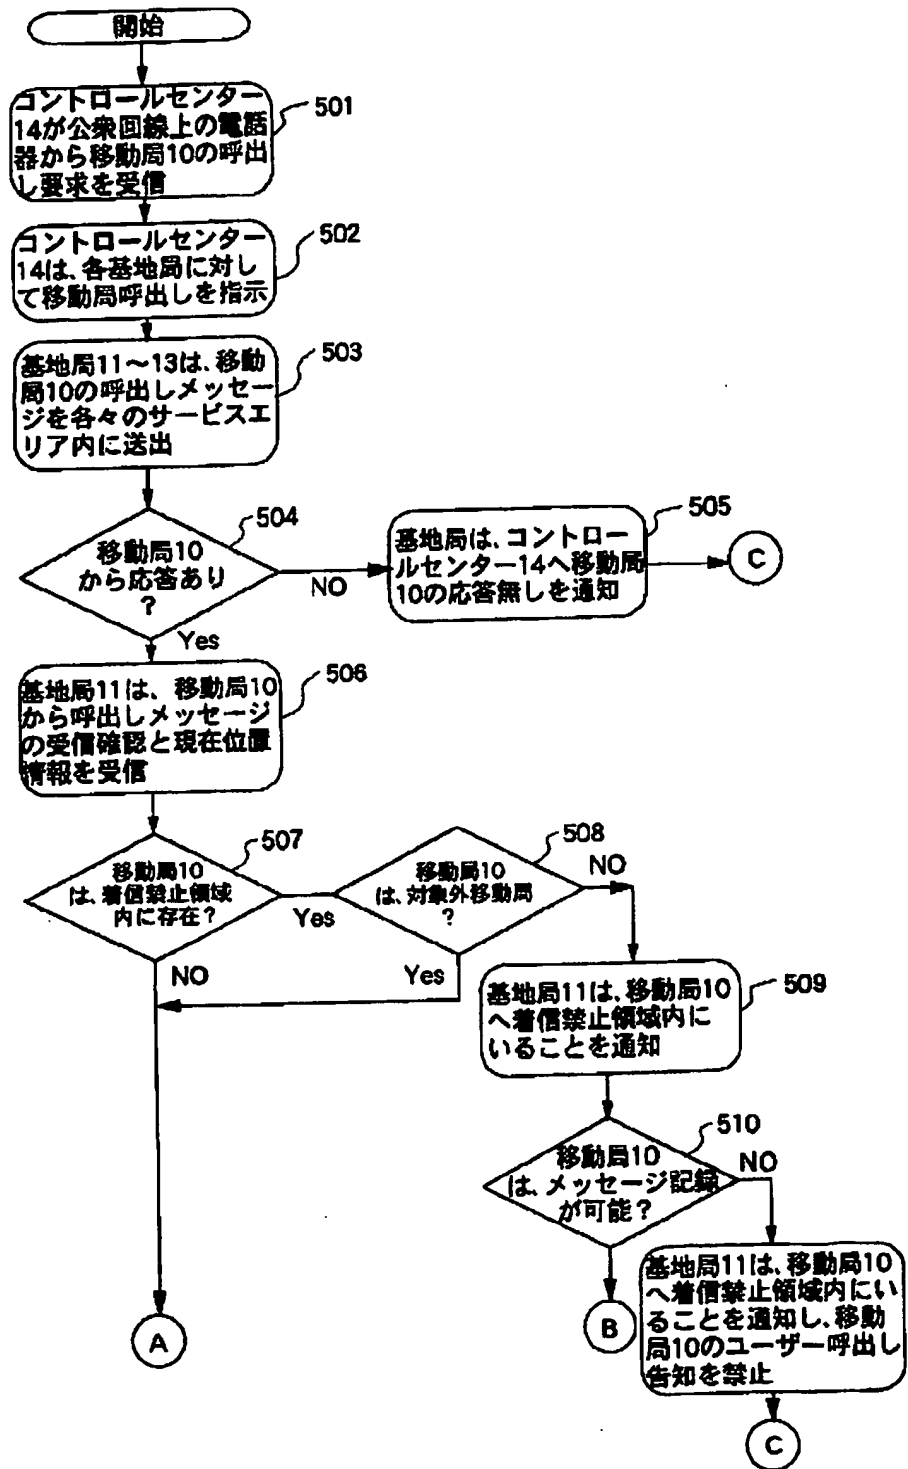 開始
コントロールセンター
14が公衆回線上の電話
器から移動局10の呼出
し要求を受信
501
コントロールセンター
14は、各基地局に対し
て移動局呼出しを指示
502
基地局11～13は、移動
局10の呼出しメッセー
ジを各々のサービスエ
リア内に送出
503
移動局10
から応答あり
?
504
NO
基地局は、コントロー
ルセンター14へ移動局
10の応答無しを通知
505
C
Yes
基地局11は、移動局10
から呼出しメッセージ
の受信確認と現在位置
情報を受信
506
移動局10
は、着信禁止領域
内に存在？
507
Yes
移動局10
は、対象外移動局
?
508
NO
NO
Yes
基地局11は、移動局10
へ着信禁止領域内に
いることを通知
509
移動局10
は、メッセージ記録
が可能？
510
NO
基地局11は、移動局10
へ着信禁止領域内にい
ることを通知し、移動
局10のユーザー呼出し
告知を禁止
A
B
C